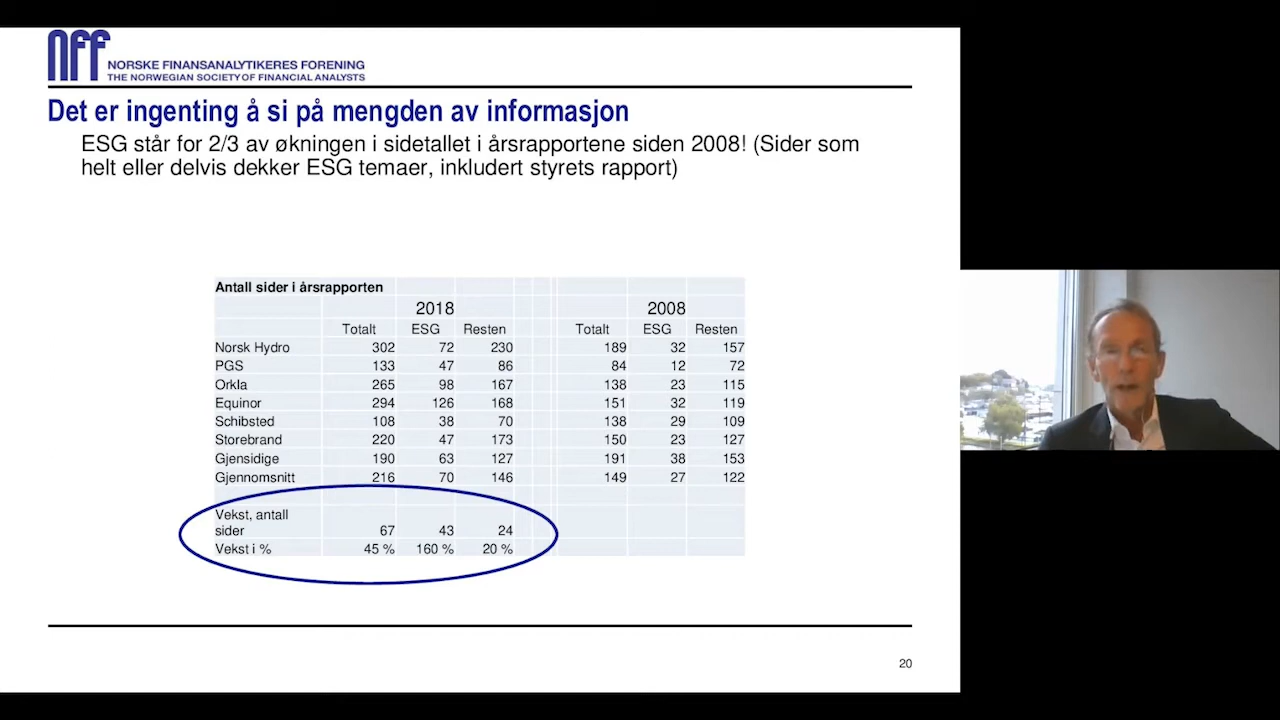 nff
NORSKE FINANSANALYTIKERES FORENING
THE NORWEGIAN SOCIETY OF FINANCIAL ANALYSTS
Det er ingenting å si på mengden av informasjon
ESG står for 2/3 av økningen i sidetallet i årsrapportene siden 2008! (Sider som
helt eller delvis dekker ESG temaer, inkludert styrets rapport)
Antall sider i årsrapporten
2018 2008
Totalt ESG Resten Totalt ESG Resten
Norsk Hydro 302 72 230 189 32 157
PGS 133 47 86 84 12 72
Orkla 265 98 167 138 23 115
Equinor 294 126 168 151 32 119
Schibsted 108 38 70 138 29 109
Storebrand 220 47 173 150 23 127
Gjensidige 190 63 127 191 38 153
Gjennomsnitt 216 70 146 149 27 122
Vekst, antall
sider 67 43 24
Vekst i % 45 % 160 % 20 %
20